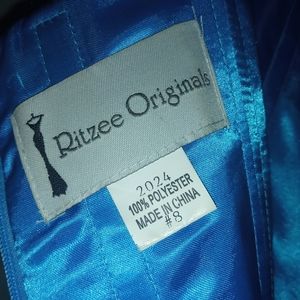 Ritzee Originals
2024
100% POLYESTER
MADE IN CHINA
#8